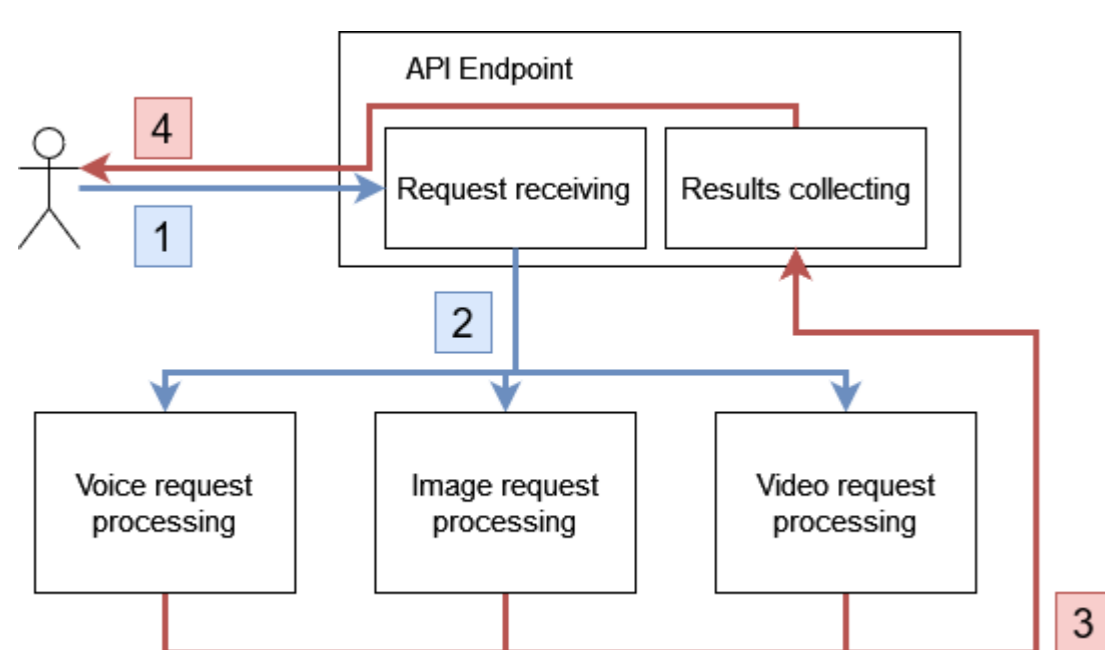 API Endpoint
4
Request receiving
Results collecting
1
2
Voice request
processing
Image request
processing
Video request
processing
3